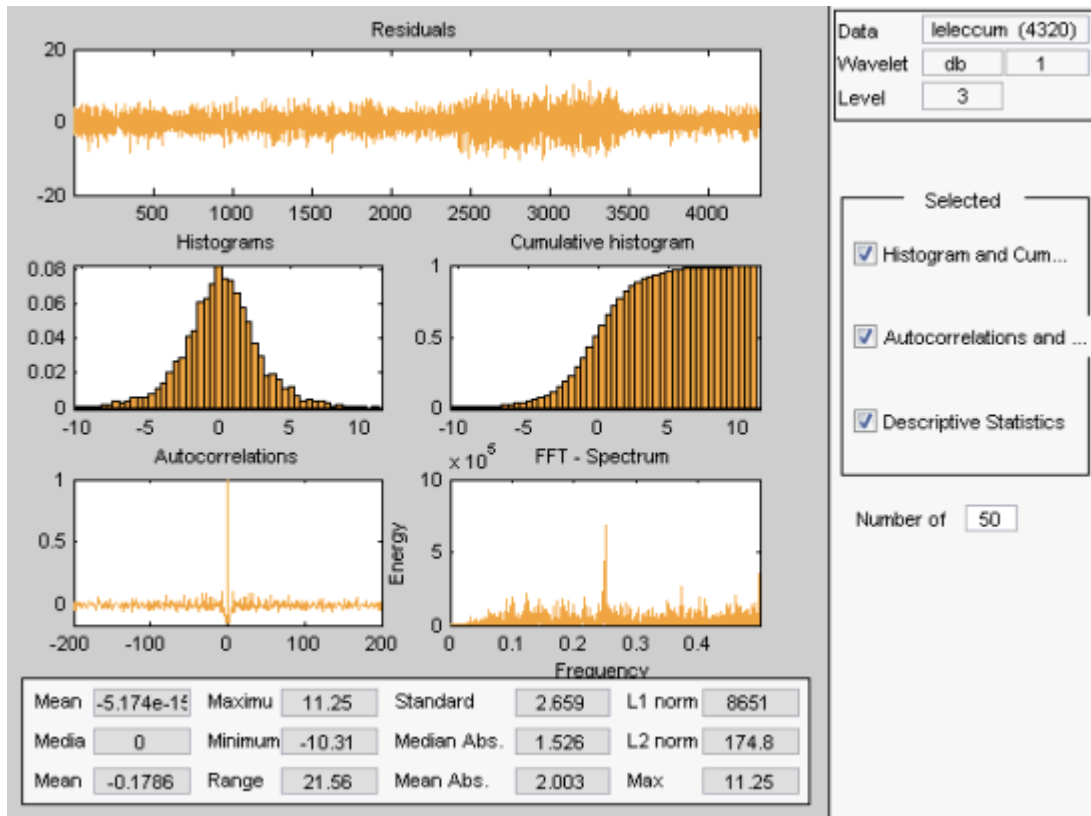 Residuals
20
0
-20
500 1000 1500 2000 2500 3000 3500 4000
Histograms
0.08
0.06
0.04
0.02
0
-10 -5 0 5 10
Cumulative histogram
1
0.5
0
-10 -5 0 5 10
Autocorrelations
1
0.5
0
-200 -100 0 100 200
× 10^5 FFT - Spectrum
10
5
0
Energy
0 0.1 0.2 0.3 0.4
Frequency
Mean -5.174e-15 Maximu 11.25 Standard 2.659 L1 norm 8651
Media 0 Minimum -10.31 Median Abs. 1.526 L2 norm 174.8
Mean -0.1786 Range 21.56 Mean Abs. 2.003 Max 11.25
Data leleccum (4320)
Wavelet db 1
Level 3
Selected
Histogram and Cum...
Autocorrelations and ...
Descriptive Statistics
Number of 50